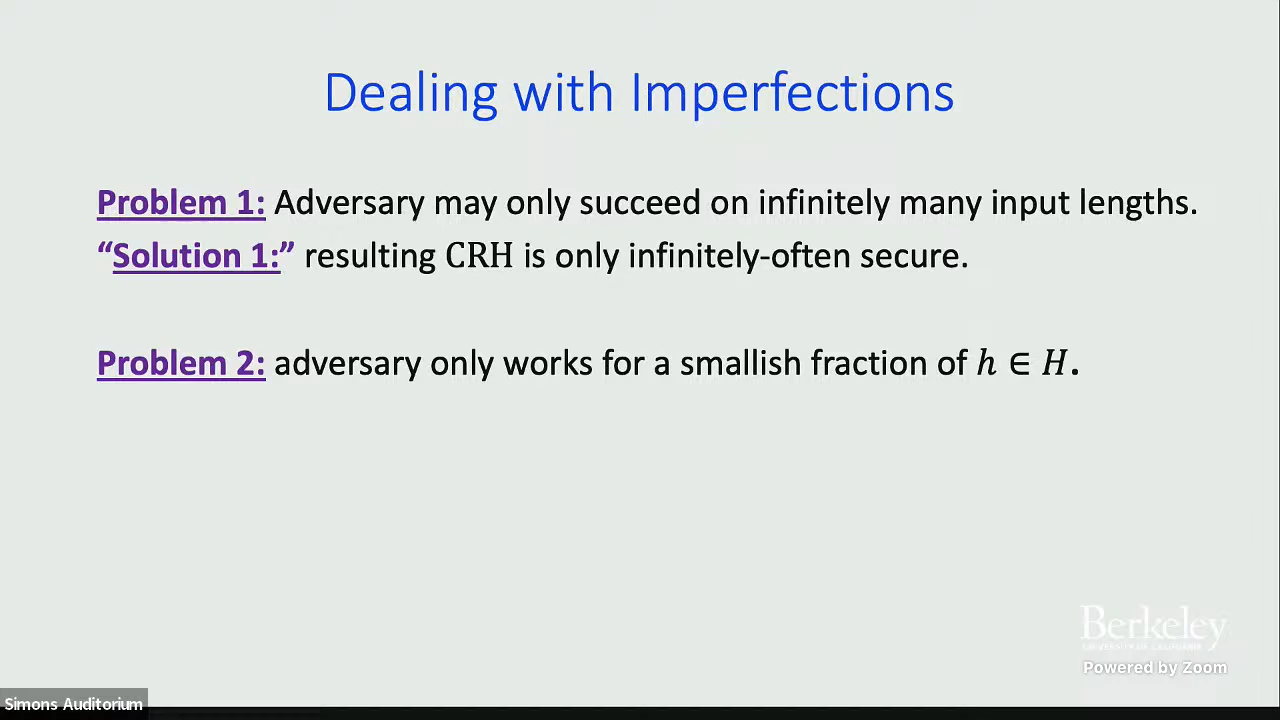 Dealing with Imperfections
Problem 1: Adversary may only succeed on infinitely many input lengths.
“Solution 1:” resulting CRH is only infinitely-often secure.
Problem 2: adversary only works for a smallish fraction of h ∈ H.
Berkeley
UNIVERSITY OF CALIFORNIA
Powered by Zoom
Simons Auditorium